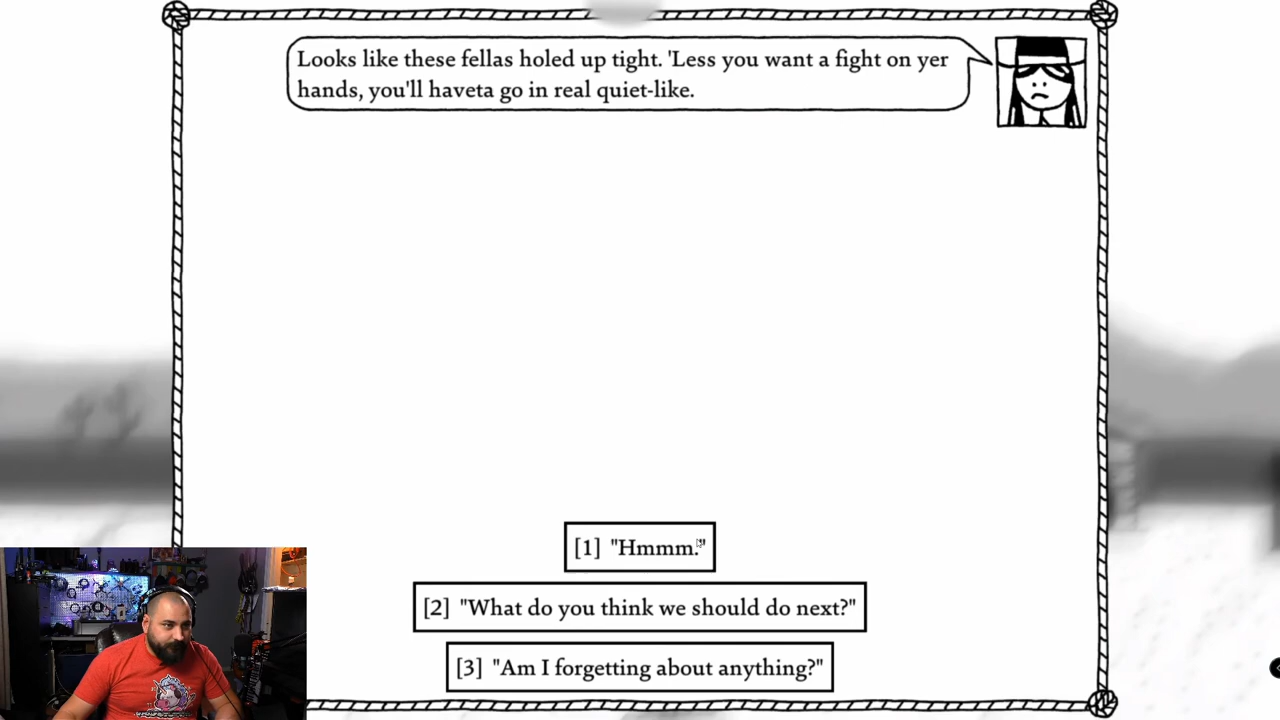 Looks like these fellas holed up tight. 'Less you want a fight on yer
hands, you'll haveta go in real quiet-like.
[1] "Hmmm."
[2] "What do you think we should do next?"
[3] "Am I forgetting about anything?"